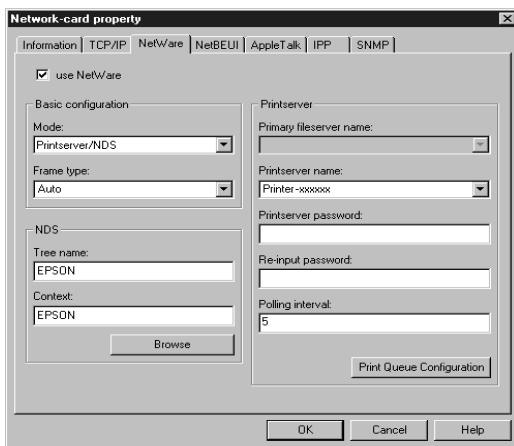 Network-card property
Information TCP/IP NetWare NetBEUI AppleTalk IPP SNMP
use NetWare
Basic configuration
Mode:
Printserver/NDS
Frame type:
Auto
NDS
Tree name:
EPSON
Context:
EPSON
Browse
Printserver
Primary fileserver name:
Printserver name:
Printer-xxxxxx
Printserver password:
Re-input password:
Polling interval:
5
Print Queue Configuration
OK Cancel Help